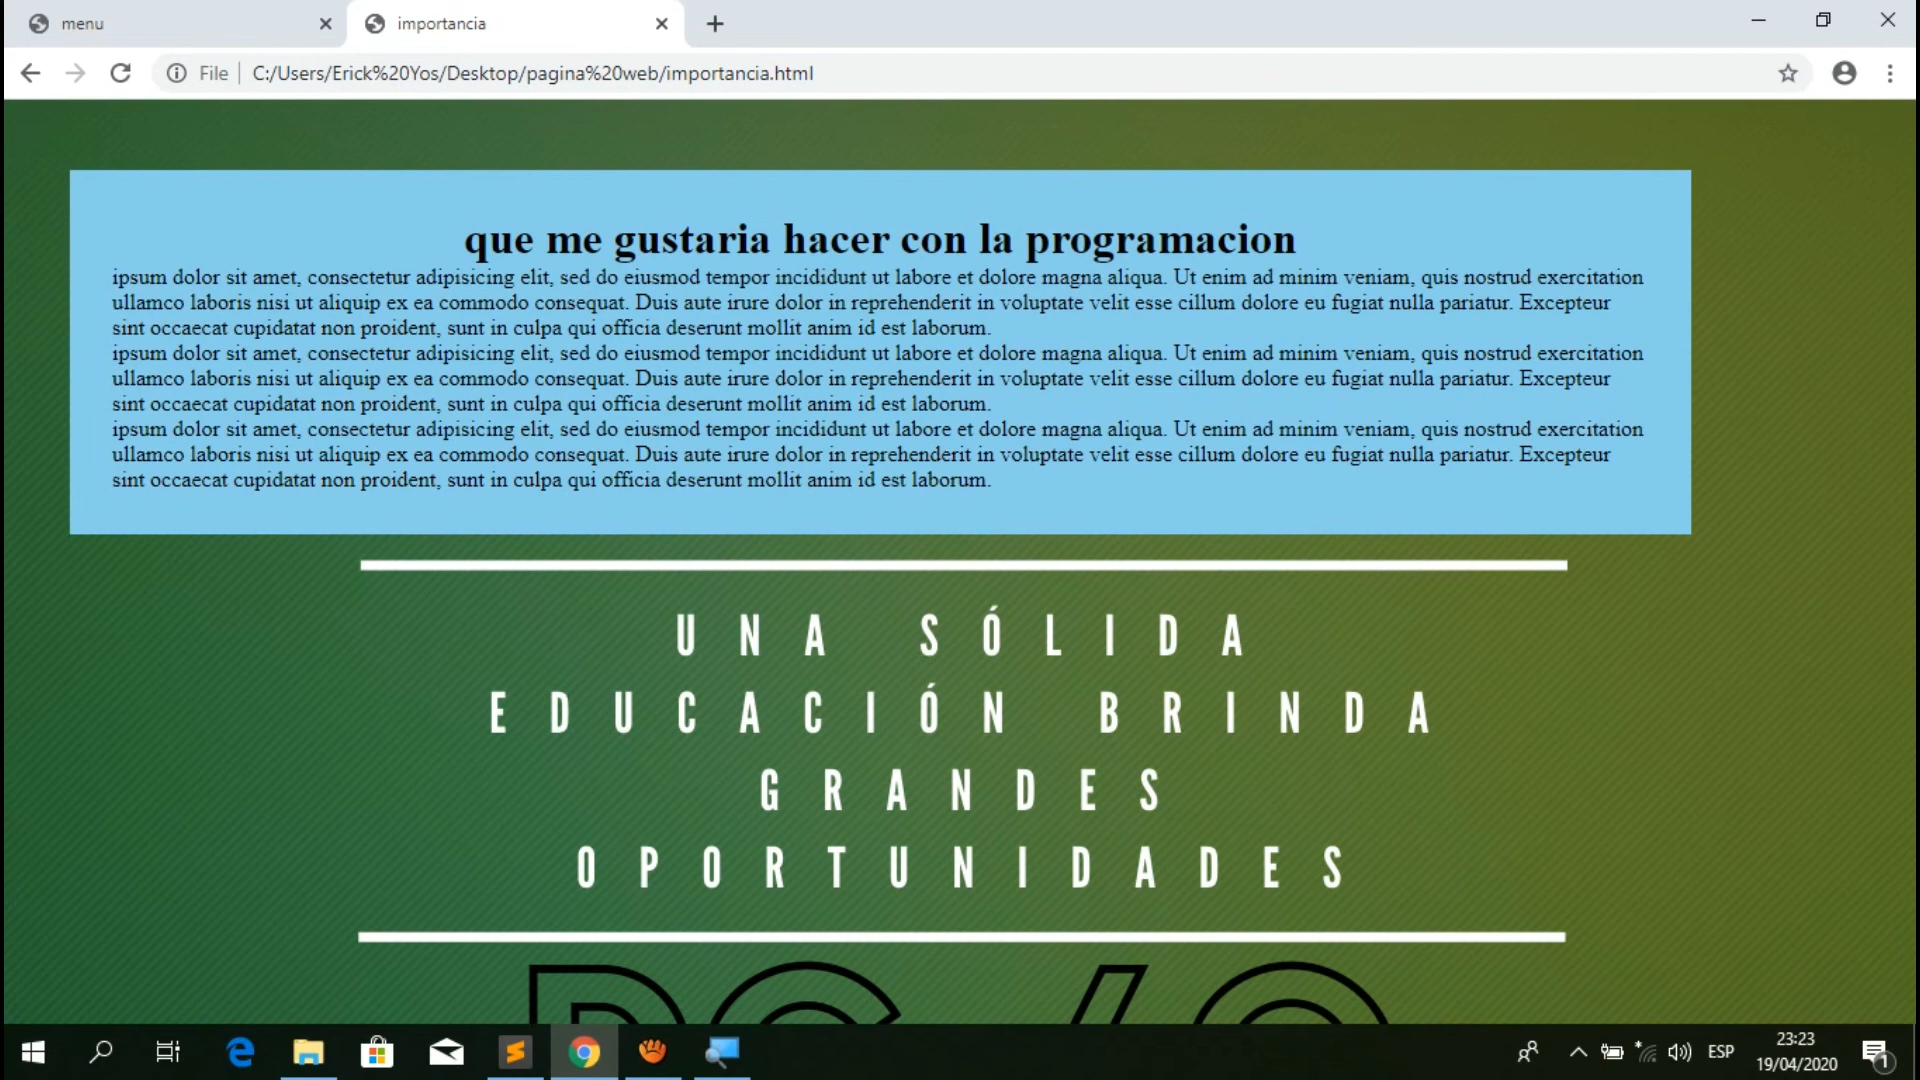 menu
importancia
File
C:/Users/Erick%20Yos/Desktop/pagina%20web/importancia.html
que me gustaria hacer con la programacion
ipsum dolor sit amet, consectetur adipisicing elit, sed do eiusmod tempor incididunt ut labore et dolore magna aliqua. Ut enim ad minim veniam, quis nostrud exercitation
ullamco laboris nisi ut aliquip ex ea commodo consequat. Duis aute irure dolor in reprehenderit in voluptate velit esse cillum dolore eu fugiat nulla pariatur. Excepteur
sint occaecat cupidatat non proident, sunt in culpa qui officia deserunt mollit anim id est laborum.
ipsum dolor sit amet, consectetur adipisicing elit, sed do eiusmod tempor incididunt ut labore et dolore magna aliqua. Ut enim ad minim veniam, quis nostrud exercitation
ullamco laboris nisi ut aliquip ex ea commodo consequat. Duis aute irure dolor in reprehenderit in voluptate velit esse cillum dolore eu fugiat nulla pariatur. Excepteur
sint occaecat cupidatat non proident, sunt in culpa qui officia deserunt mollit anim id est laborum.
ipsum dolor sit amet, consectetur adipisicing elit, sed do eiusmod tempor incididunt ut labore et dolore magna aliqua. Ut enim ad minim veniam, quis nostrud exercitation
ullamco laboris nisi ut aliquip ex ea commodo consequat. Duis aute irure dolor in reprehenderit in voluptate velit esse cillum dolore eu fugiat nulla pariatur. Excepteur
sint occaecat cupidatat non proident, sunt in culpa qui officia deserunt mollit anim id est laborum.
UNA SÓLIDA
EDUCACIÓN BRINDA
GRANDES
OPORTUNIDADES
ESP
23:23
19/04/2020
1